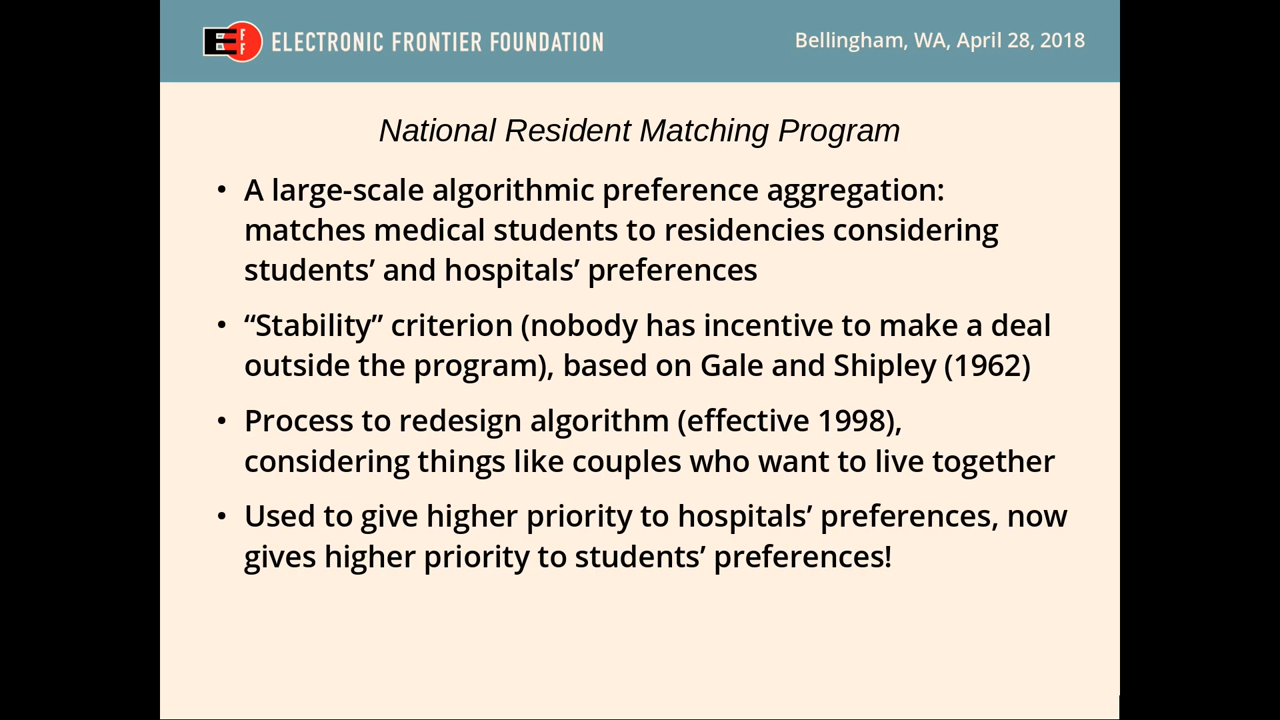 EFF ELECTRONIC FRONTIER FOUNDATION
Bellingham, WA, April 28, 2018
National Resident Matching Program
• A large-scale algorithmic preference aggregation:
matches medical students to residencies considering
students’ and hospitals’ preferences
• “Stability” criterion (nobody has incentive to make a deal
outside the program), based on Gale and Shipley (1962)
• Process to redesign algorithm (effective 1998),
considering things like couples who want to live together
• Used to give higher priority to hospitals’ preferences, now
gives higher priority to students’ preferences!